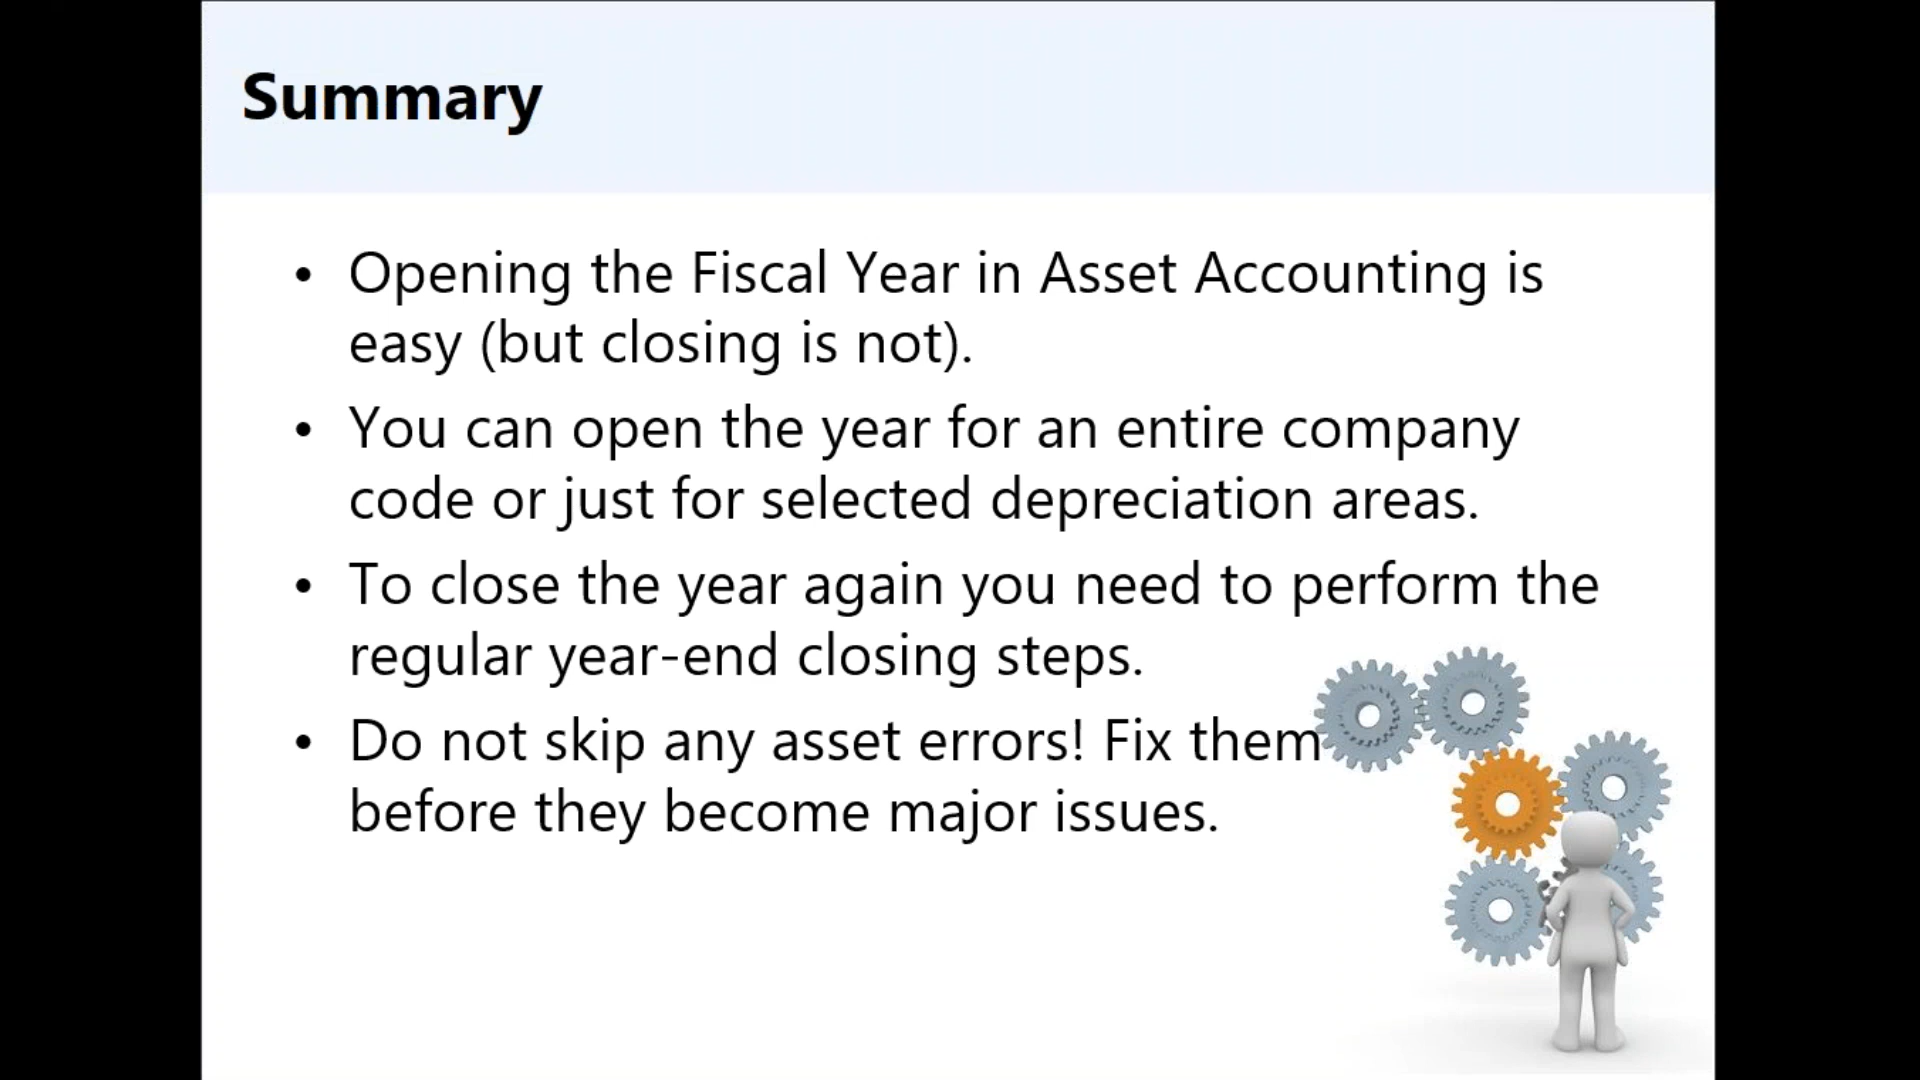 Summary
• Opening the Fiscal Year in Asset Accounting is
easy (but closing is not).
• You can open the year for an entire company
code or just for selected depreciation areas.
• To close the year again you need to perform the
regular year-end closing steps.
• Do not skip any asset errors! Fix them
before they become major issues.